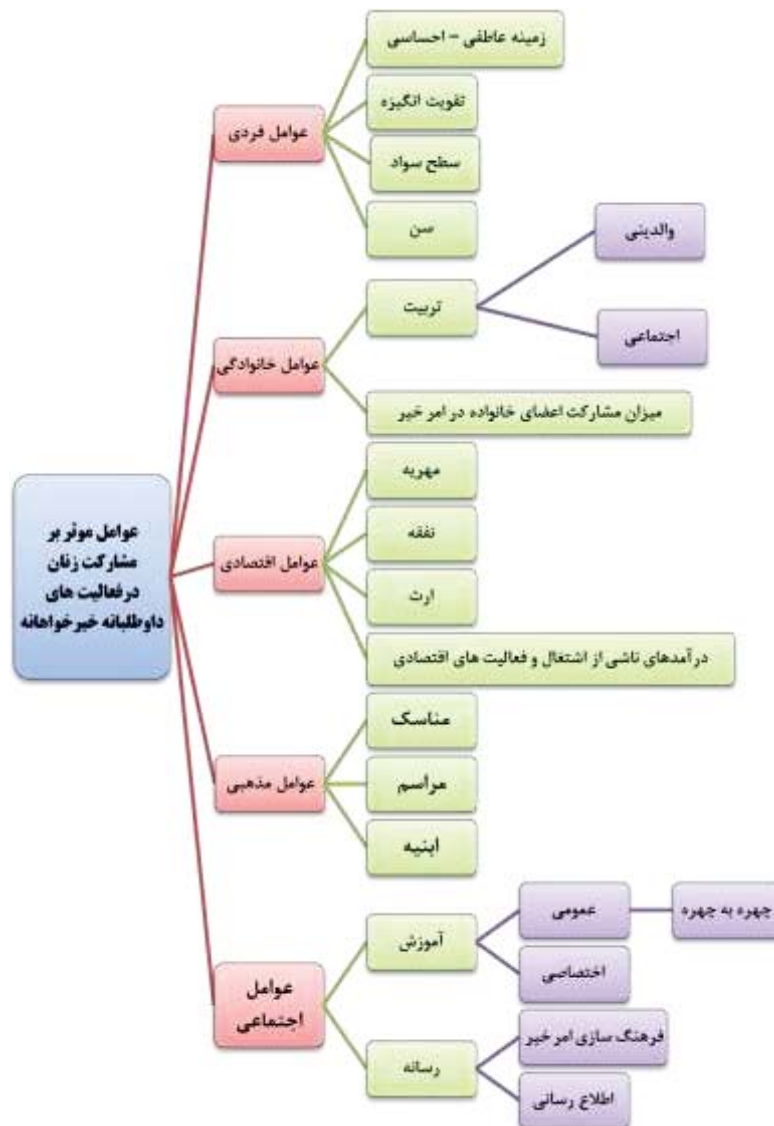 عوامل موثر بر
مشارکت زنان
درفعالیت های
داوطلبانه خیرخواهانه
عوامل فردی
زمینه عاطفی - احساسی
تقویت انگیزه
سطح سواد
سن
عوامل خانوادگی
تربیت
والدینی
اجتماعی
میزان مشارکت اعضای خانواده در امر خیر
عوامل اقتصادی
مهریه
نفقه
ارث
درآمدهای ناشی از اشتغال و فعالیت های اقتصادی
عوامل مذهبی
مناسک
مراسم
ابنیه
عوامل
اجتماعی
آموزش
عمومی
چهره به چهره
اختصاصی
رسانه
فرهنگ سازی امر خیر
اطلاع رسانی